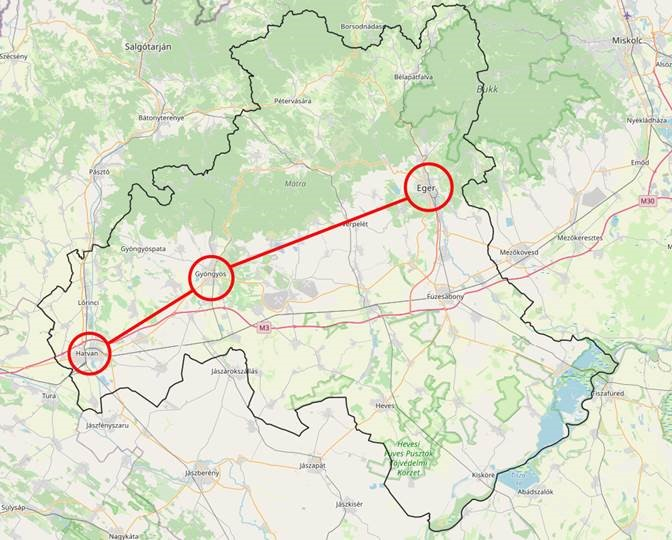 Borsodnádasd
Salgótarján
Miskolc
Szécsény
Bélapátfalva
Bükk
Pétervására
Bátonyterenye
Nyékládháza
Emőd
Pásztó
Mátra
Eger
M30
Verpelét
Mezőkeresztes
Gyöngyöspata
Mezőkövesd
Gyöngyös
Lőrinci
Füzesabony
M3
Hatvan
Jászárokszállás
Tura
Tiszafüred
Heves
Jászfényszaru
Hevesi
Füves Puszták
Tájvédelmi
Körzet
Jászapáti
Jászberény
Kisköre
Tisza
Abádszalók
Jászkisér
Sülysáp
Nagykáta